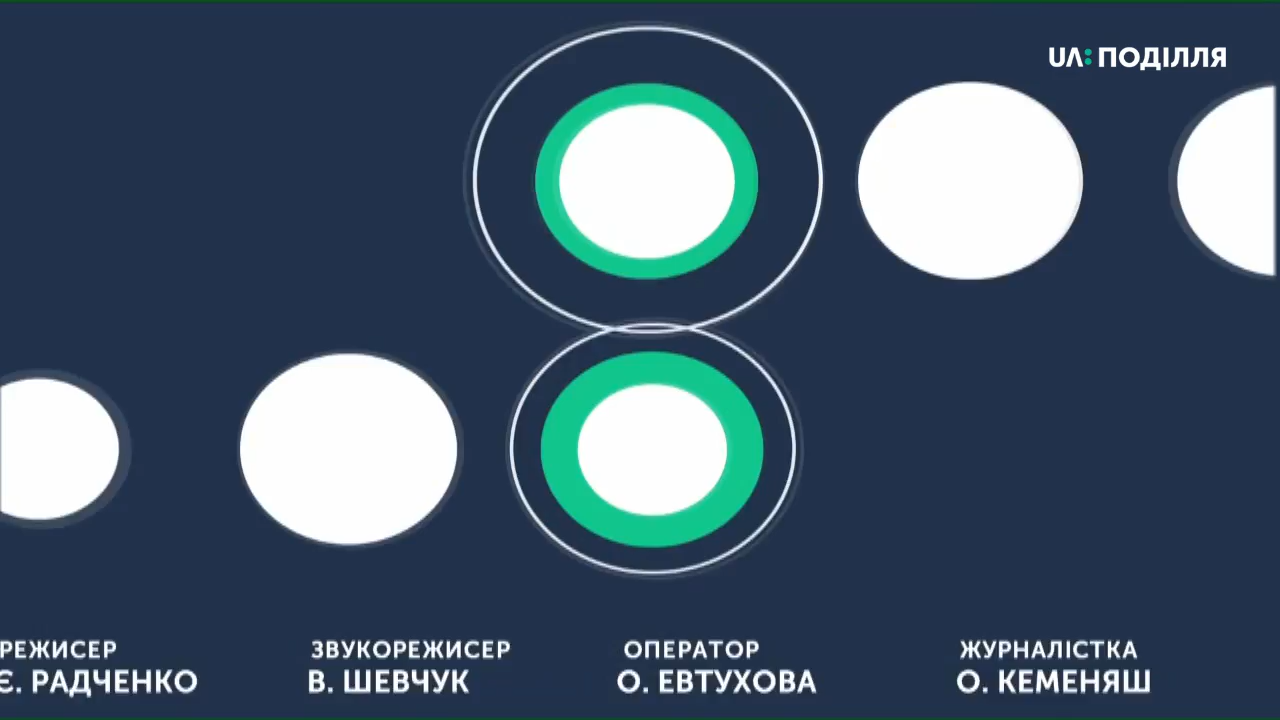 UA: ПОДІЛЛЯ
РЕЖИСЕР
Є. РАДЧЕНКО
ЗВУКОРЕЖИСЕР
В. ШЕВЧУК
ОПЕРАТОР
О. ЕВТУХОВА
ЖУРНАЛІСТКА
О. КЕМЕНЯШ